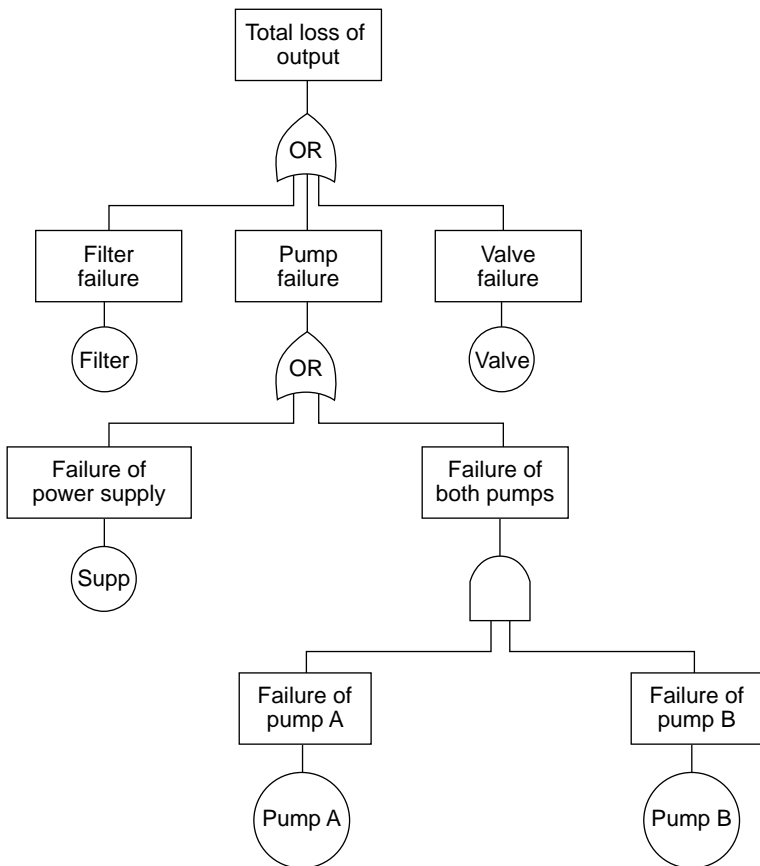 Total loss of
output
OR
Filter
failure
Pump
failure
Valve
failure
Filter
OR
Valve
Failure of
power supply
Failure of
both pumps
Supp
Failure of
pump A
Failure of
pump B
Pump A
Pump B